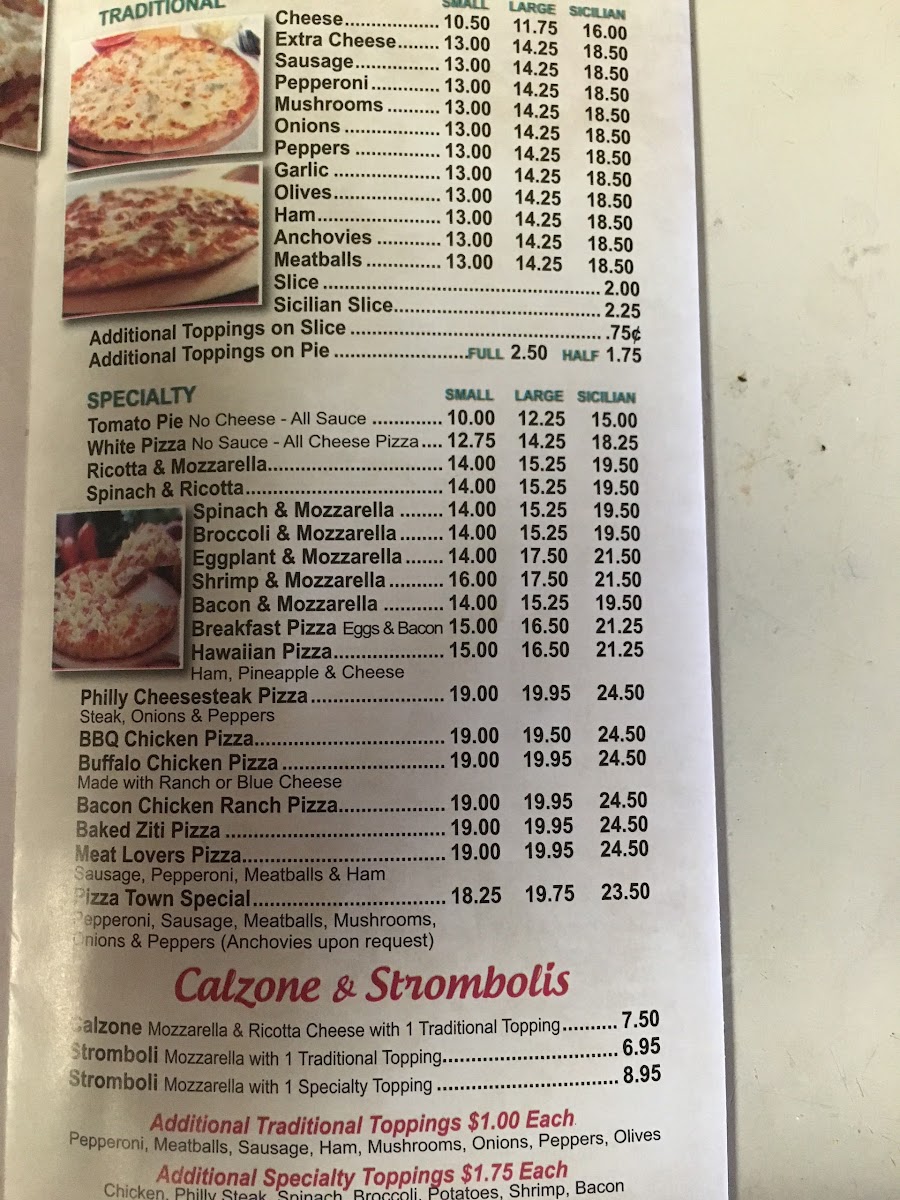 TRADITIONAL SMALL LARGE SICILIAN
Cheese.................. 10.50 11.75 16.00
Extra Cheese........ 13.00 14.25 18.50
Sausage................ 13.00 14.25 18.50
Pepperoni............. 13.00 14.25 18.50
Mushrooms .......... 13.00 14.25 18.50
Onions .................. 13.00 14.25 18.50
Peppers ................ 13.00 14.25 18.50
Garlic .................... 13.00 14.25 18.50
Olives.................... 13.00 14.25 18.50
Ham....................... 13.00 14.25 18.50
Anchovies ............ 13.00 14.25 18.50
Meatballs .............. 13.00 14.25 18.50
Slice ..................................................... 2.00
Sicilian Slice........................................ 2.25
Additional Toppings on Slice ................................................ .75¢
Additional Toppings on Pie .........................FULL 2.50 HALF 1.75
SPECIALTY SMALL LARGE SICILIAN
Tomato Pie No Cheese - All Sauce ............. 10.00 12.25 15.00
White Pizza No Sauce - All Cheese Pizza.... 12.75 14.25 18.25
Ricotta & Mozzarella................................. 14.00 15.25 19.50
Spinach & Ricotta..................................... 14.00 15.25 19.50
Spinach & Mozzarella ........ 14.00 15.25 19.50
Broccoli & Mozzarella........ 14.00 15.25 19.50
Eggplant & Mozzarella....... 14.00 17.50 21.50
Shrimp & Mozzarella.......... 16.00 17.50 21.50
Bacon & Mozzarella ........... 14.00 15.25 19.50
Breakfast Pizza Eggs & Bacon 15.00 16.50 21.25
Hawaiian Pizza..................... 15.00 16.50 21.25
Ham, Pineapple & Cheese
Philly Cheesesteak Pizza......................... 19.00 19.95 24.50
Steak, Onions & Peppers
BBQ Chicken Pizza.................................... 19.00 19.50 24.50
Buffalo Chicken Pizza............................... 19.00 19.95 24.50
Made with Ranch or Blue Cheese
Bacon Chicken Ranch Pizza.................... 19.00 19.95 24.50
Baked Ziti Pizza ......................................... 19.00 19.95 24.50
Meat Lovers Pizza...................................... 19.00 19.95 24.50
Sausage, Pepperoni, Meatballs & Ham
Pizza Town Special.................................... 18.25 19.75 23.50
Pepperoni, Sausage, Meatballs, Mushrooms,
Onions & Peppers (Anchovies upon request)
Calzone & Strombolis
Calzone Mozzarella & Ricotta Cheese with 1 Traditional Topping.......... 7.50
Stromboli Mozzarella with 1 Traditional Topping................................ 6.95
Stromboli Mozzarella with 1 Specialty Topping ................................. 8.95
Additional Traditional Toppings $1.00 Each
Pepperoni, Meatballs, Sausage, Ham, Mushrooms, Onions, Peppers, Olives
Additional Specialty Toppings $1.75 Each
Chicken, Philly Steak, Spinach, Broccoli, Potatoes, Shrimp, Bacon